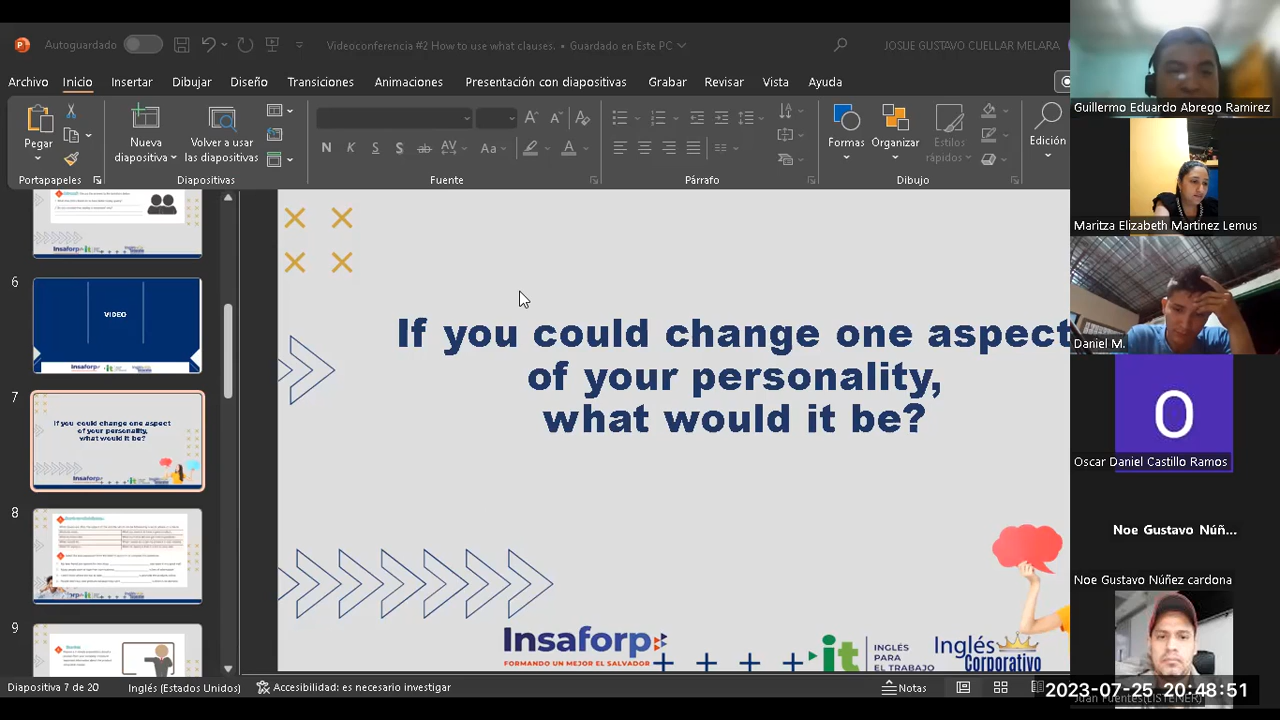 Autoguardado
Videoconferencia #2 How to use what clauses. • Guardado en Este PC
JOSUE GUSTAVO CUELLAR MELARA
Archivo Inicio Insertar Dibujar Diseño Transiciones Animaciones Presentación con diapositivas Grabar Revisar Vista Ayuda
Pegar
Nueva diapositiva
Volver a usar las diapositivas
N K S S ab AV Aa A
Formas
Organizar
Estilos rápidos
Edición
Portapapeles
Diapositivas
Fuente
Párrafo
Dibujo
6
VIDEO
7
If you could change one aspect
of your personality,
what would it be?
8
9
If you could change one aspect
of your personality,
what would it be?
Insaforp
FORMANDO UN MEJOR EL SALVADOR
it
INGLÉS
PARA
EL TRABAJO
Inglés
Corporativo
Diapositiva 7 de 20
Inglés (Estados Unidos)
Accesibilidad: es necesario investigar
Notas
Guillermo Eduardo Abrego Ramirez
Maritza Elizabeth Martinez Lemus
Daniel M.
O
Oscar Daniel Castillo Ramos
Noe Gustavo Núñ...
Noe Gustavo Núñez cardona
2023-07-25 20:48:51
Juan Fuentes(LISTENER)